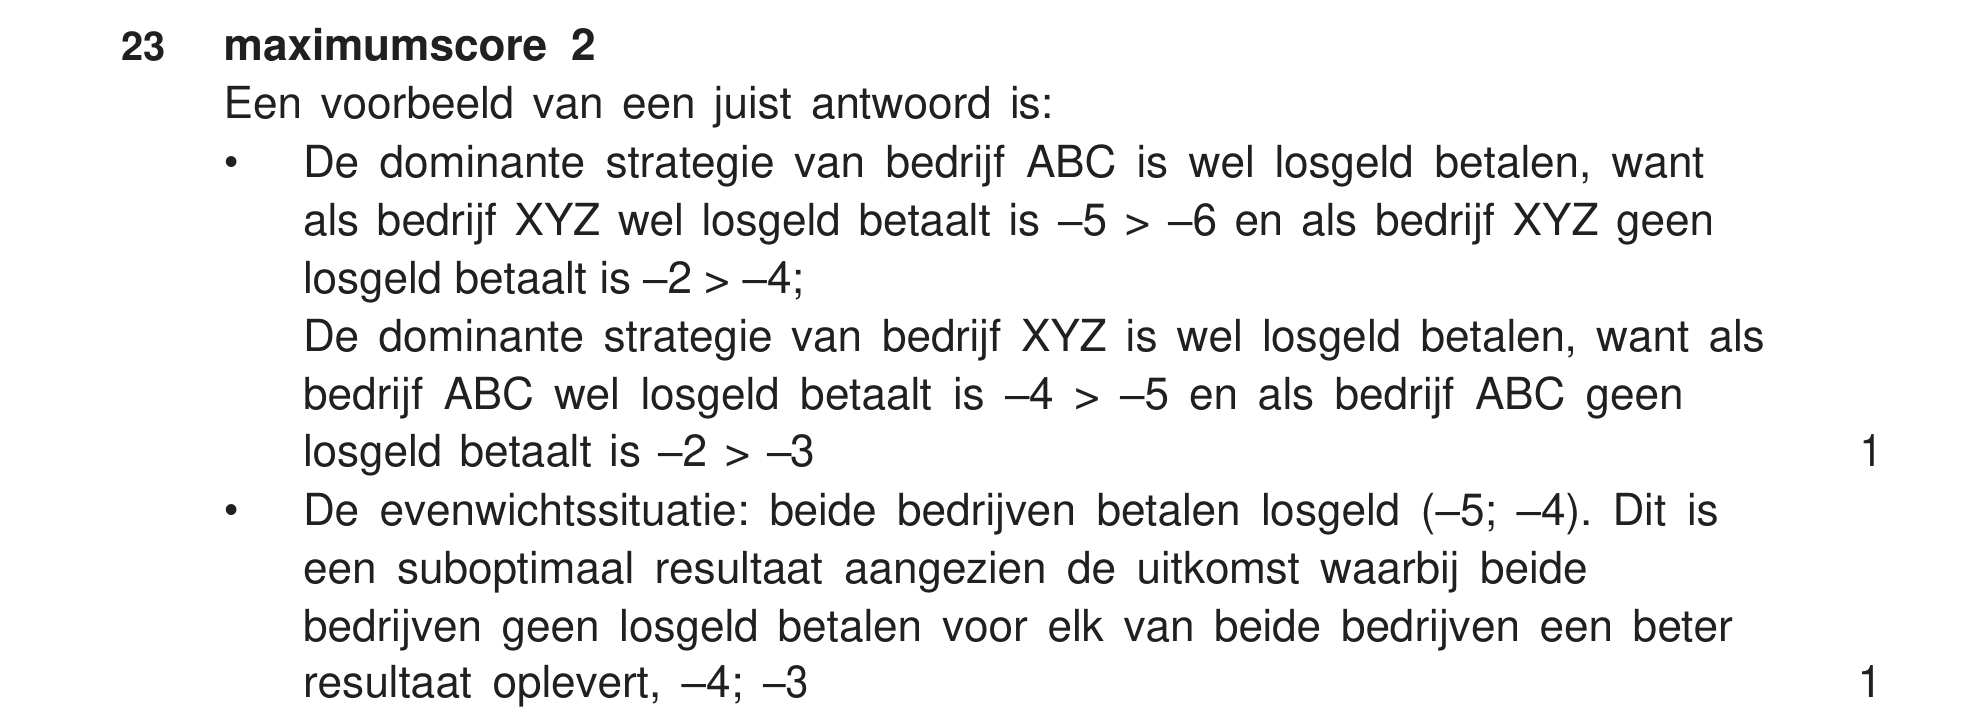 23 maximumscore 2
Een voorbeeld van een juist antwoord is:
• De dominante strategie van bedrijf ABC is wel losgeld betalen, want
als bedrijf XYZ wel losgeld betaalt is –5 > –6 en als bedrijf XYZ geen
losgeld betaalt is –2 > –4;
De dominante strategie van bedrijf XYZ is wel losgeld betalen, want als
bedrijf ABC wel losgeld betaalt is –4 > –5 en als bedrijf ABC geen
losgeld betaalt is –2 > –3 1
• De evenwichtssituatie: beide bedrijven betalen losgeld (–5; –4). Dit is
een suboptimaal resultaat aangezien de uitkomst waarbij beide
bedrijven geen losgeld betalen voor elk van beide bedrijven een beter
resultaat oplevert, –4; –3 1